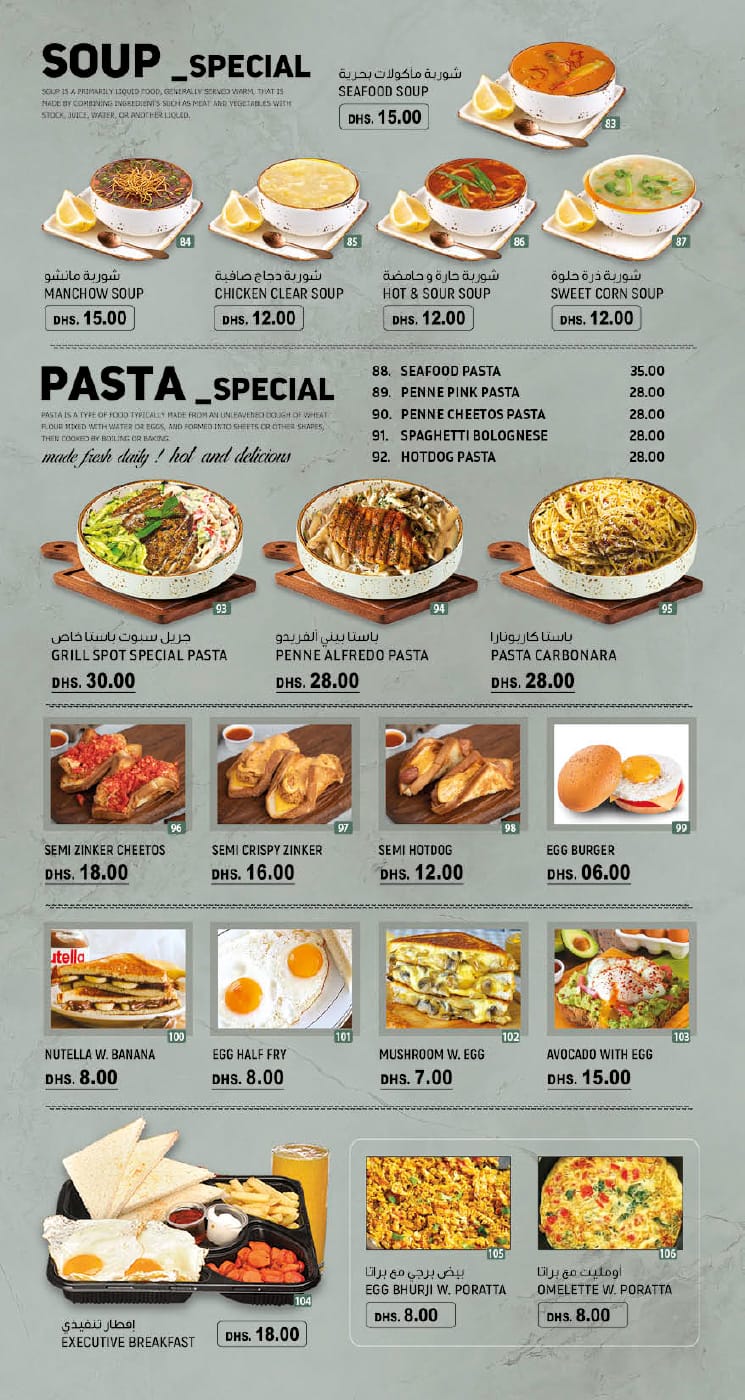 SOUP _SPECIAL
SOUP IS A PRIMARILY LIQUID FOOD, GENERALLY SERVED WARM, THAT IS
MADE BY COMBINING INGREDIENTS SUCH AS MEAT AND VEGETABLES WITH
STOCK, JUICE, WATER, OR ANOTHER LIQUID.
شوربة مأكولات بحرية
SEAFOOD SOUP
DHS. 15.00
83
84
85
86
87
شوربة مانشو
MANCHOW SOUP
DHS. 15.00
شوربة دجاج صافية
CHICKEN CLEAR SOUP
DHS. 12.00
شوربة حارة و حامضة
HOT & SOUR SOUP
DHS. 12.00
شوربة ذرة حلوة
SWEET CORN SOUP
DHS. 12.00
PASTA _SPECIAL
PASTA IS A TYPE OF FOOD TYPICALLY MADE FROM AN UNLEAVENED DOUGH OF WHEAT
FLOUR MIXED WITH WATER OR EGGS, AND FORMED INTO SHEETS OR OTHER SHAPES,
THEN COOKED BY BOILING OR BAKING.
made fresh daily ! hot and delicious
88. SEAFOOD PASTA 35.00
89. PENNE PINK PASTA 28.00
90. PENNE CHEETOS PASTA 28.00
91. SPAGHETTI BOLOGNESE 28.00
92. HOTDOG PASTA 28.00
93
94
95
جريل سبوت باستا خاص
GRILL SPOT SPECIAL PASTA
DHS. 30.00
باستا بيني ألفريدو
PENNE ALFREDO PASTA
DHS. 28.00
باستا كاربونارا
PASTA CARBONARA
DHS. 28.00
96
97
98
99
SEMI ZINKER CHEETOS
DHS. 18.00
SEMI CRISPY ZINKER
DHS. 16.00
SEMI HOTDOG
DHS. 12.00
EGG BURGER
DHS. 06.00
utella
100
101
102
103
NUTELLA W. BANANA
DHS. 8.00
EGG HALF FRY
DHS. 8.00
MUSHROOM W. EGG
DHS. 7.00
AVOCADO WITH EGG
DHS. 15.00
104
إفطار تنفيذي
EXECUTIVE BREAKFAST
DHS. 18.00
105
بيض برجي مع براتا
EGG BHURJI W. PORATTA
DHS. 8.00
106
أومليت مع براتا
OMELETTE W. PORATTA
DHS. 8.00